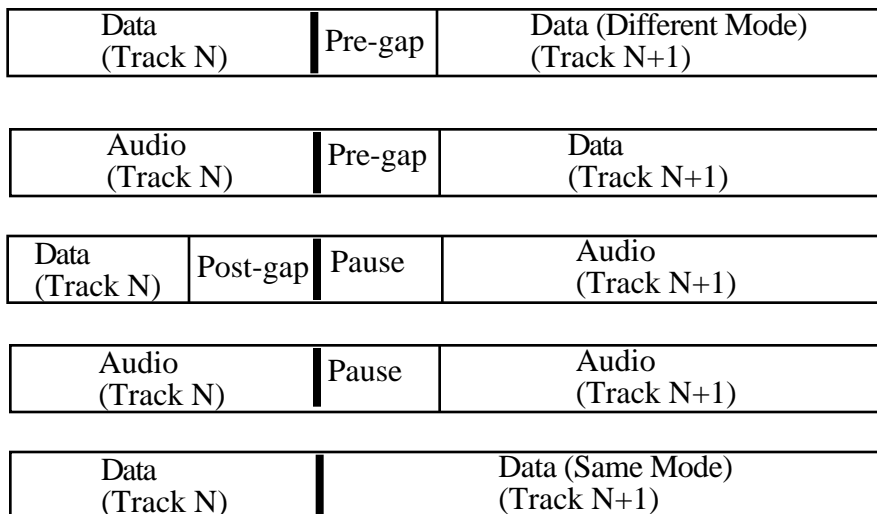 Data
(Track N)
Pre-gap
Data (Different Mode)
(Track N+1)
Audio
(Track N)
Pre-gap
Data
(Track N+1)
Data
(Track N)
Post-gap
Pause
Audio
(Track N+1)
Audio
(Track N)
Pause
Audio
(Track N+1)
Data
(Track N)
Data (Same Mode)
(Track N+1)